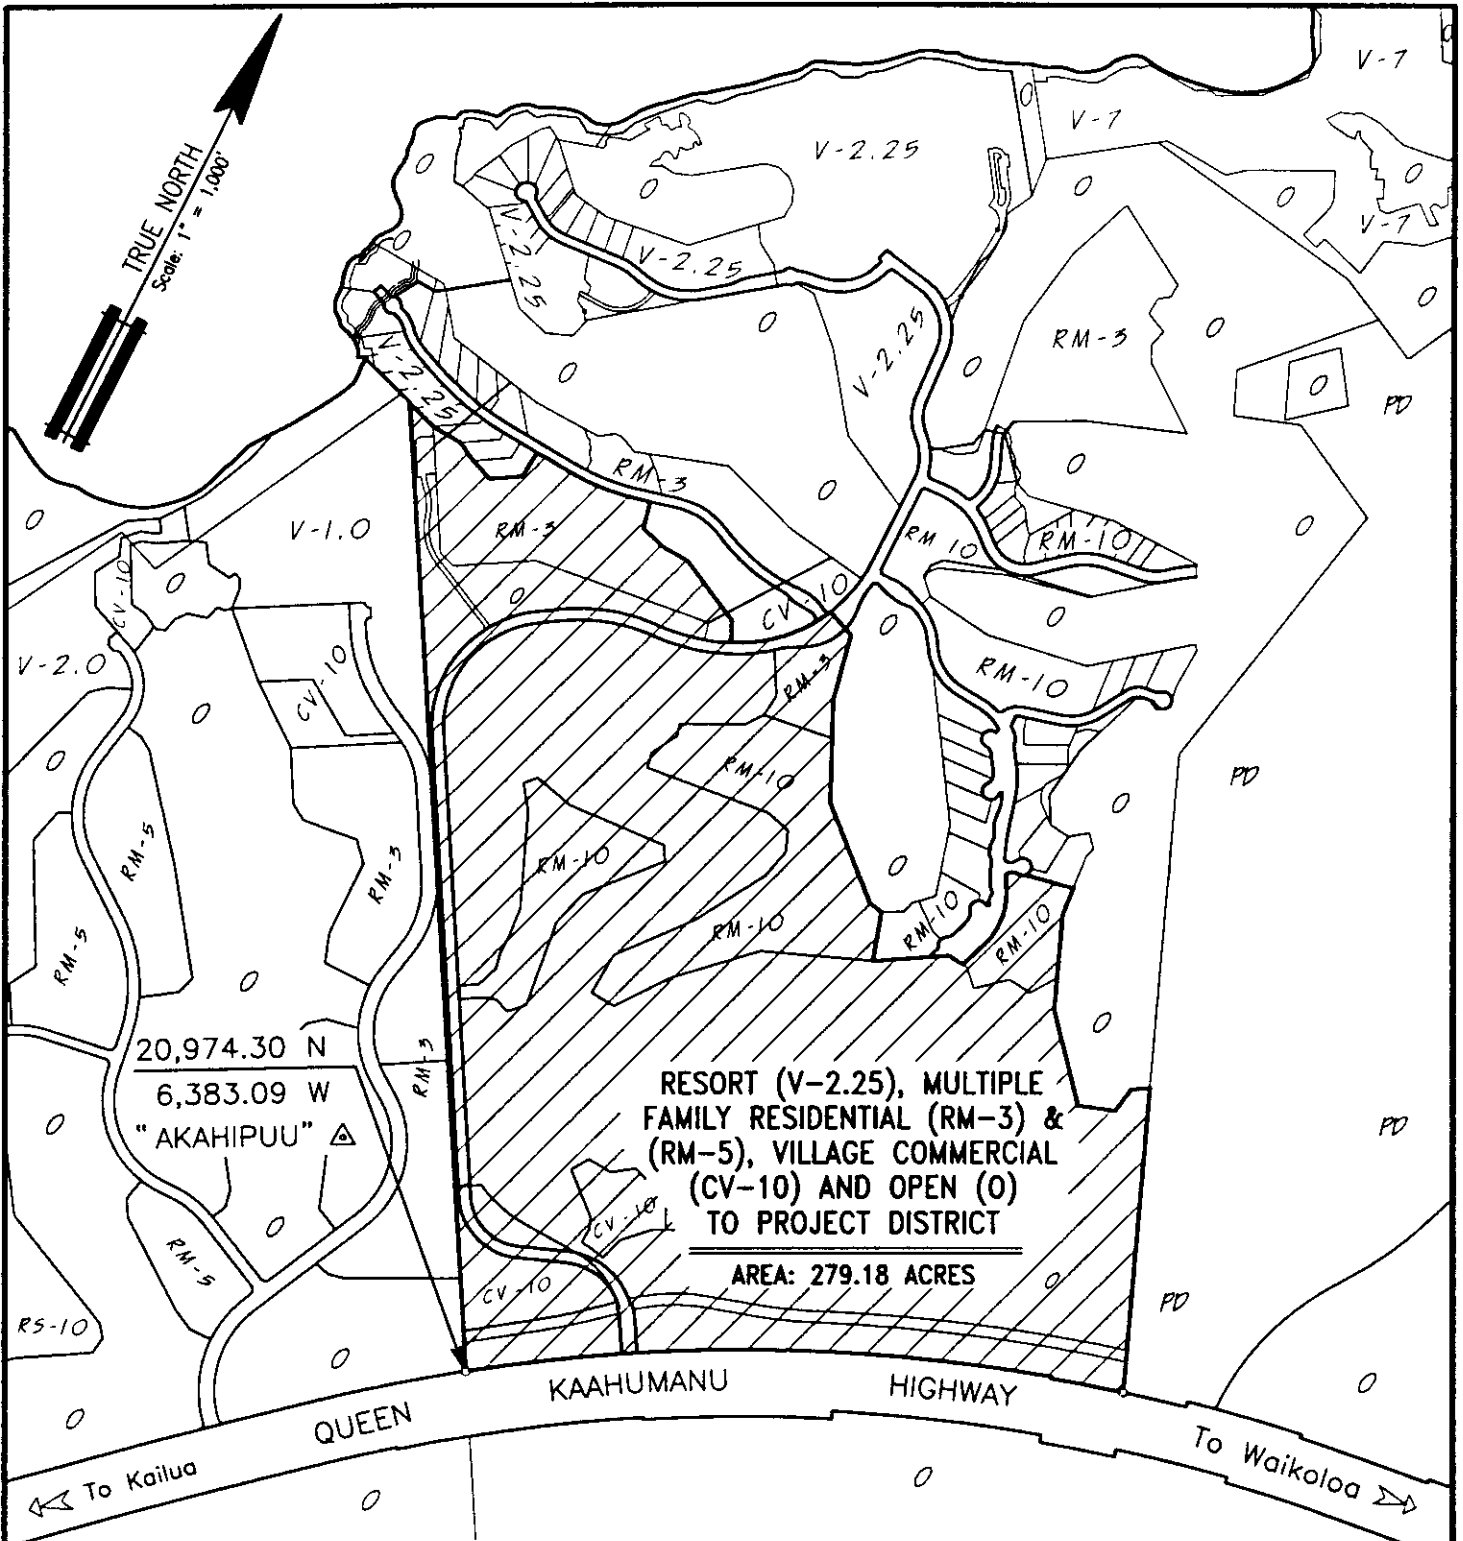 TRUE NORTH
Scale: 1" = 1,000'
V-7
O
O
V-7
V-2.25
O
O
O
O
O
V-7
O
V-2.25
V-2.25
O
O
O
V-2.25
RM-3
O
V-2.25
V-2.25
O
O
O
PD
RM-3
O
O
O
O
V-1.0
RM-3
RM 10
RM-10
CV-10
O
O
CV-10
O
O
V-2.0
CV-10
RM-3
RM-10
O
O
RM-10
PD
O
RM-5
RM-3
RM-10
O
RM-5
RM-10
RM-10
RM-10
O
O
20,974.30 N
6,383.09 W
"AKAHIPUU"
RM-3
O
RESORT (V-2.25), MULTIPLE
FAMILY RESIDENTIAL (RM-3) &
(RM-5), VILLAGE COMMERCIAL
(CV-10) AND OPEN (O)
TO PROJECT DISTRICT
AREA: 279.18 ACRES
PD
O
RM-5
CV-10
CV-10
O
PD
RS-10
O
O
O
QUEEN KAAHUMANU HIGHWAY
To Kailua
To Waikoloa
O
O